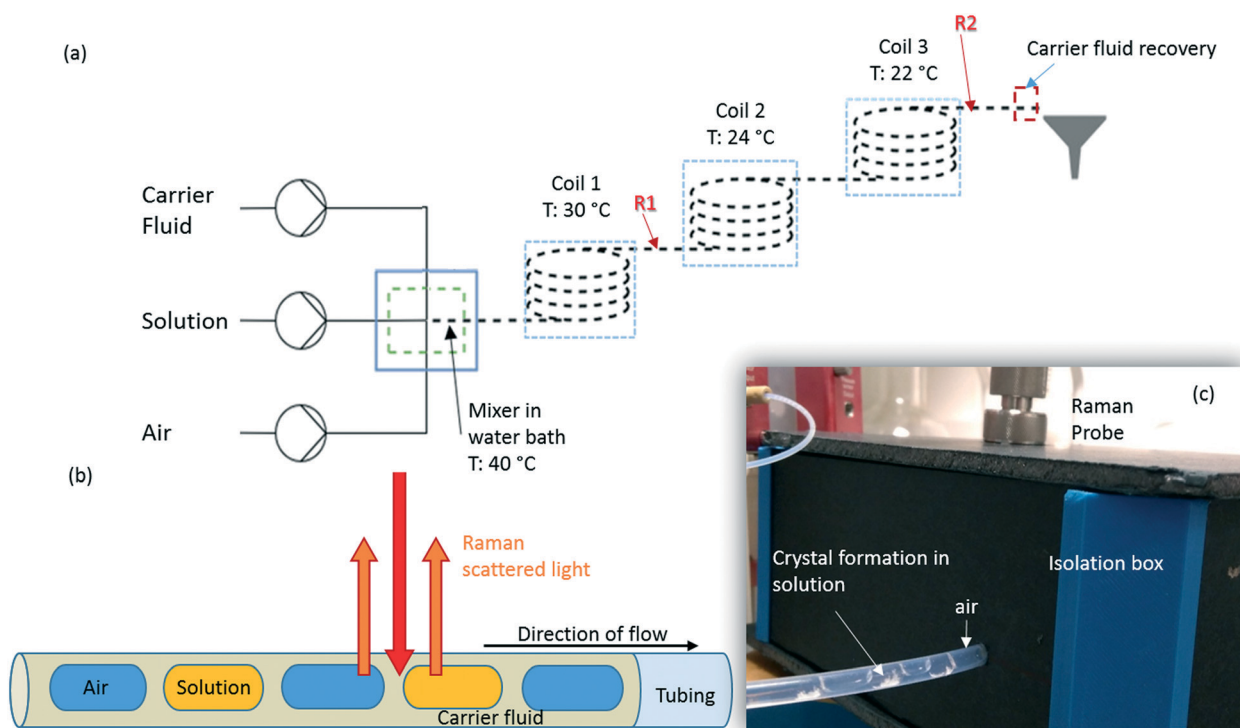 (a)
Carrier
Fluid
Solution
Air
Mixer in
water bath
T: 40 °C
Coil 1
T: 30 °C
R1
Coil 2
T: 24 °C
Coil 3
T: 22 °C
R2
Carrier fluid recovery
(b)
Raman
scattered light
Direction of flow
Air
Solution
Carrier fluid
Tubing
(c)
Raman
Probe
Crystal formation in
solution
air
Isolation box